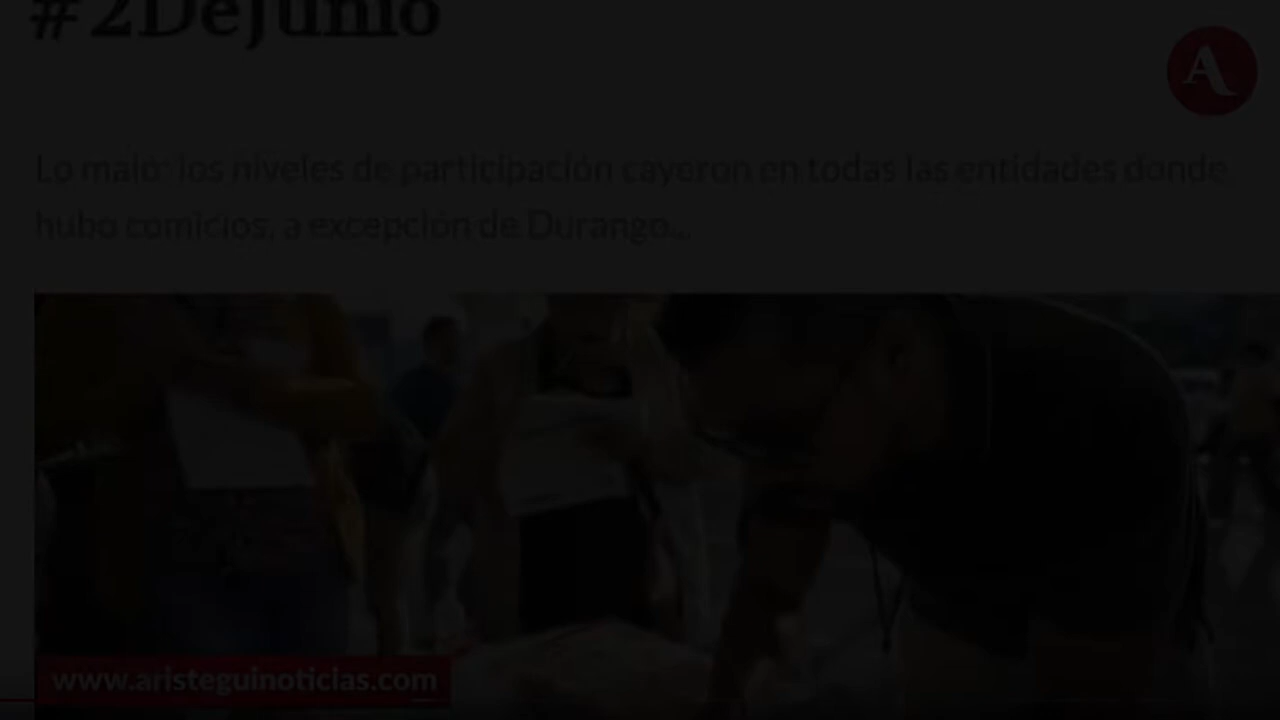 #2DeJunio
A
Lo malo: los niveles de participación cayeron en todas las entidades donde
hubo comicios, a excepción de Durango...
www.aristeguinoticias.com